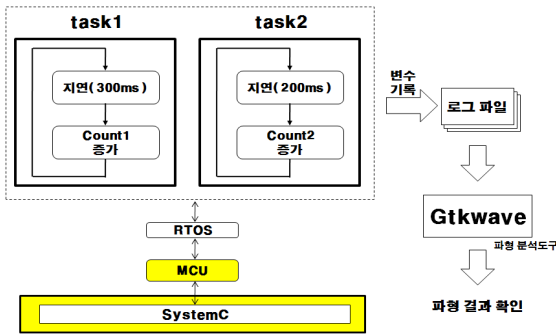 task1
task2
지연(300ms)
Count1
증가
지연(200ms)
Count2
증가
변수
기록
로그 파일
Gtkwave
파형 분석도구
파형 결과 확인
RTOS
MCU
SystemC